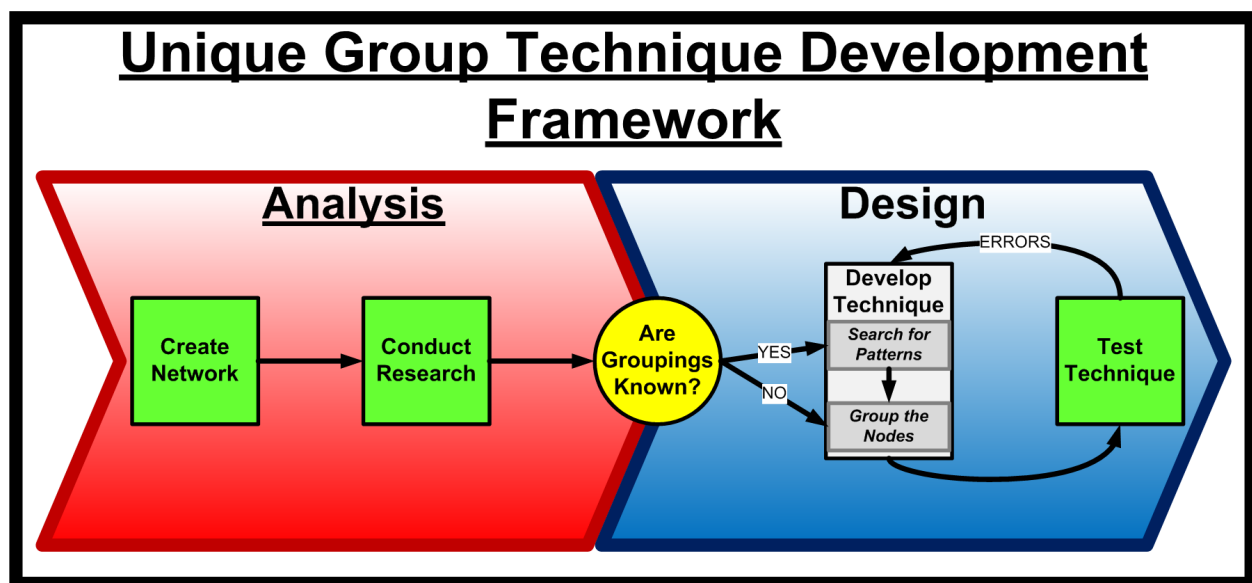 Unique Group Technique Development
Framework
Analysis
Design
Create
Network
Conduct
Research
Are
Groupings
Known?
YES
NO
Develop
Technique
Search for
Patterns
Group the
Nodes
ERRORS
Test
Technique